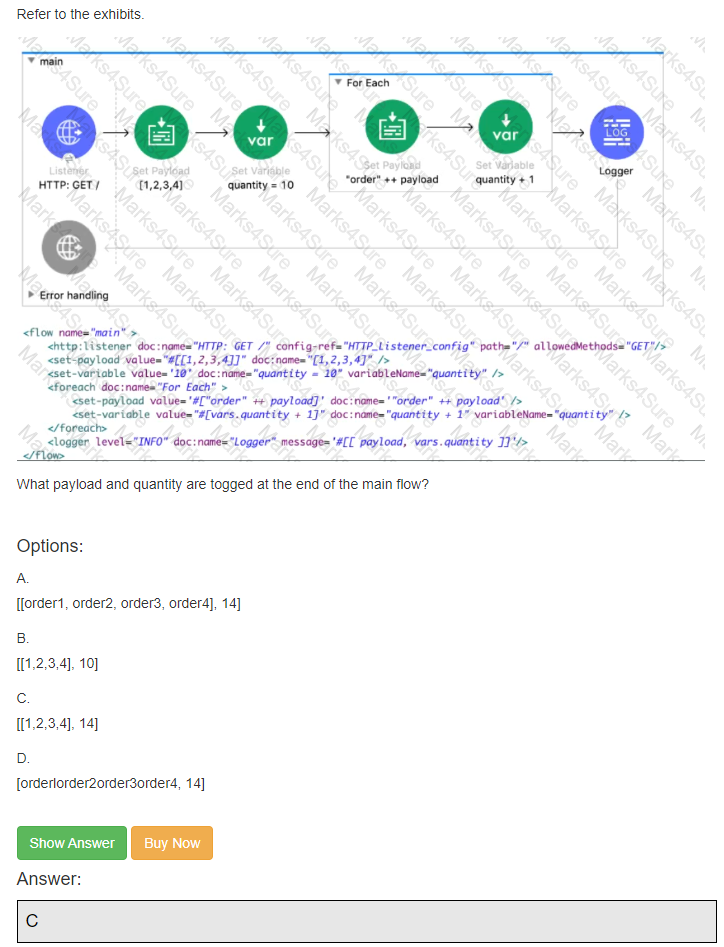 Refer to the exhibits.
main
For Each
var
var
LOG
Listener
Set Payload
Set Variable
Set Payload
Set Variable
Logger
HTTP: GET /
[1,2,3,4]
quantity = 10
"order" ++ payload
quantity + 1
Error handling
<flow name="main" >
<http:listener doc:name="HTTP: GET /" config-ref="HTTP_Listener_config" path="/" allowedMethods="GET"/>
<set-payload value="#[[1,2,3,4]]" doc:name="[1,2,3,4]" />
<set-variable value='10' doc:name="quantity = 10" variableName="quantity" />
<foreach doc:name="For Each" >
<set-payload value='#["order" ++ payload]' doc:name='"order" ++ payload' />
<set-variable value="#[vars.quantity + 1]" doc:name="quantity + 1" variableName="quantity" />
</foreach>
<logger level="INFO" doc:name="Logger" message='#[[ payload, vars.quantity ]]'/>
</flow>
What payload and quantity are togged at the end of the main flow?
Options:
A.
[[order1, order2, order3, order4], 14]
B.
[[1,2,3,4], 10]
C.
[[1,2,3,4], 14]
D.
[orderlorder2order3order4, 14]
Show Answer
Buy Now
Answer:
C